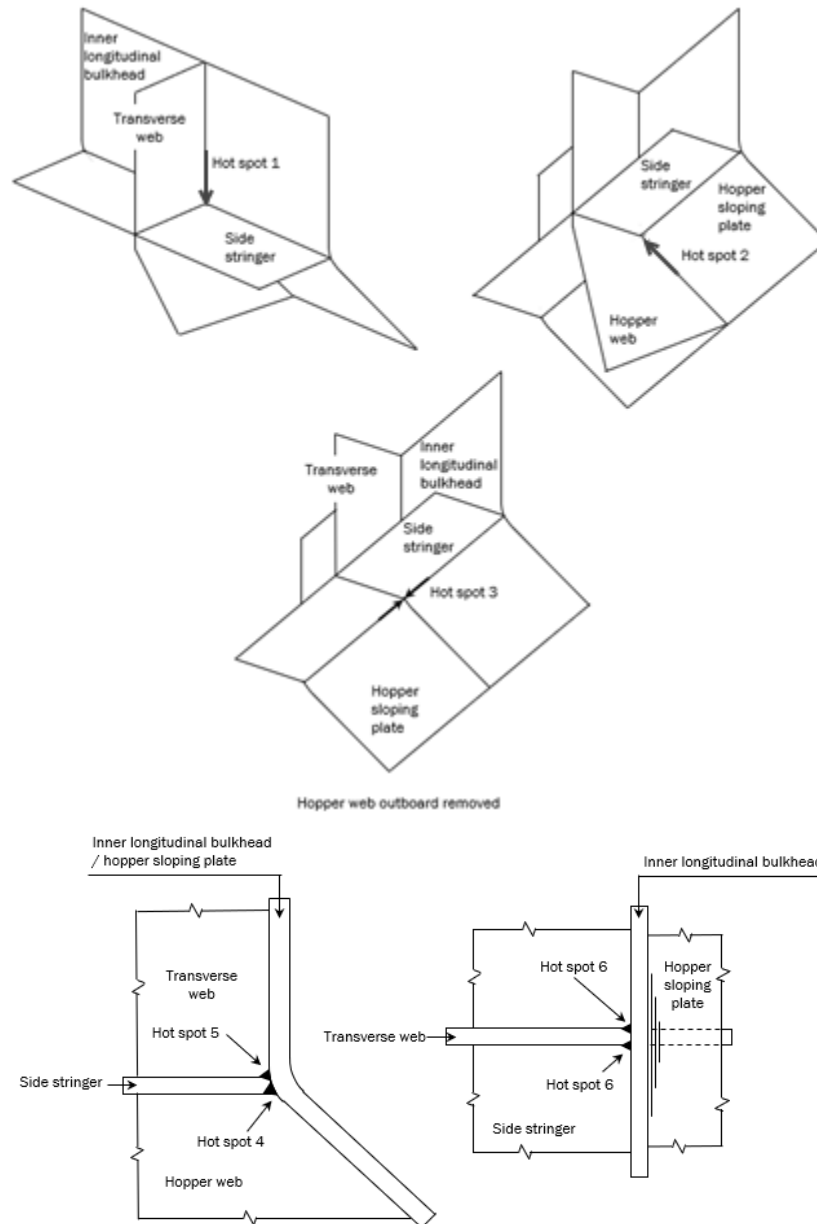 Inner
longitudinal
bulkhead
Transverse
web
Hot spot 1
Side
stringer
Side
stringer
Hopper
sloping
plate
Hot spot 2
Hopper
web
Transverse
web
Inner
longitudinal
bulkhead
Side
stringer
Hot spot 3
Hopper
sloping
plate
Hopper web outboard removed
Inner longitudinal bulkhead
/ hopper sloping plate
Transverse
web
Hot spot 5
Side stringer
Hot spot 4
Hopper web
Inner longitudinal bulkhead
Hot spot 6
Hopper
sloping
plate
Transverse web
Hot spot 6
Side stringer